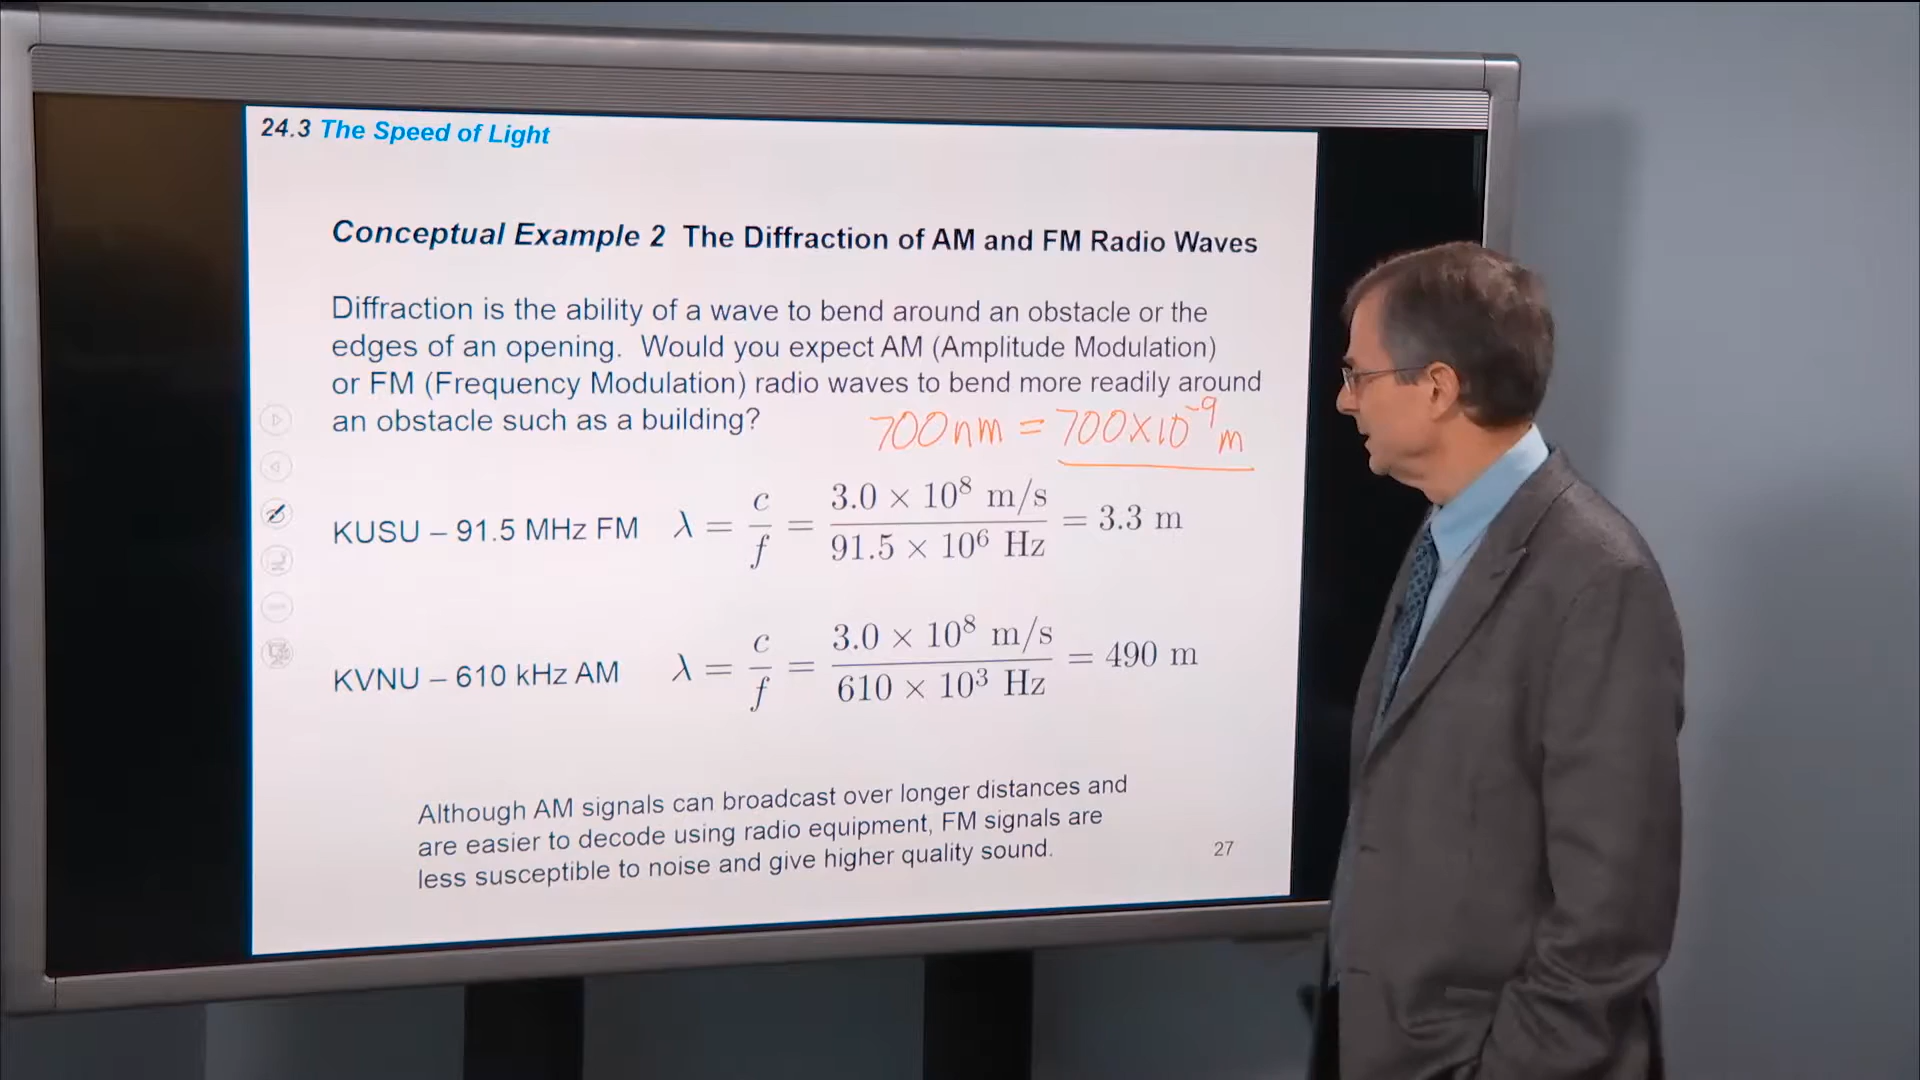 24.3 The Speed of Light
Conceptual Example 2 The Diffraction of AM and FM Radio Waves
Diffraction is the ability of a wave to bend around an obstacle or the
edges of an opening. Would you expect AM (Amplitude Modulation)
or FM (Frequency Modulation) radio waves to bend more readily around
an obstacle such as a building?
700nm = 700×10⁻⁹ m
KUSU – 91.5 MHz FM λ = c/f = 3.0 × 10⁸ m/s / 91.5 × 10⁶ Hz = 3.3 m
KVNU – 610 kHz AM λ = c/f = 3.0 × 10⁸ m/s / 610 × 10³ Hz = 490 m
Although AM signals can broadcast over longer distances and
are easier to decode using radio equipment, FM signals are
less susceptible to noise and give higher quality sound.
27